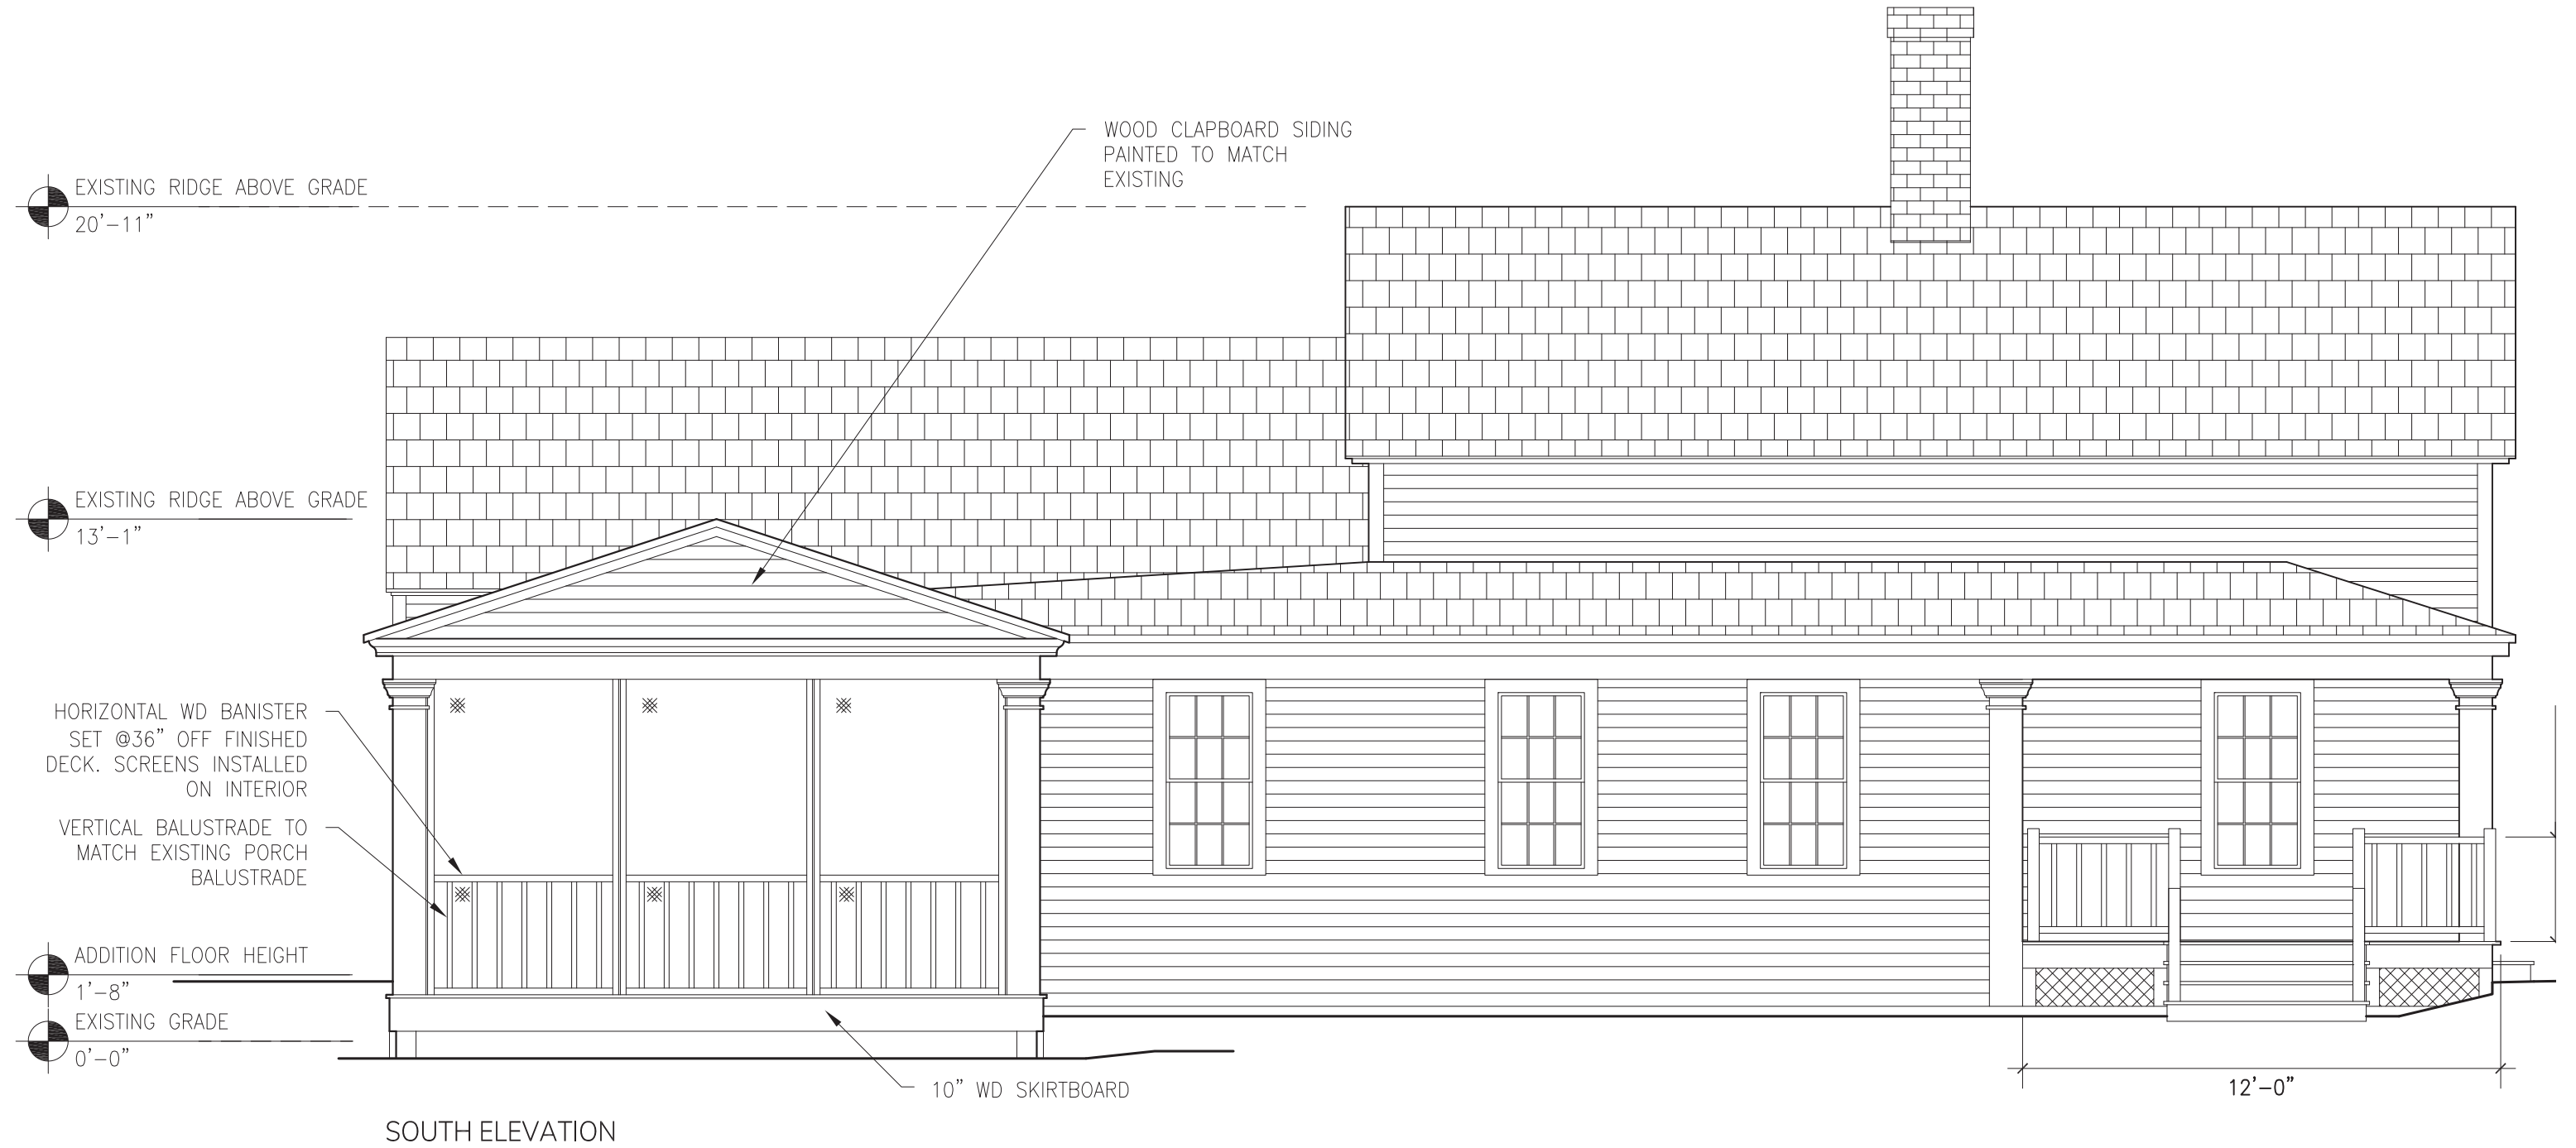 WOOD CLAPBOARD SIDING
PAINTED TO MATCH
EXISTING
EXISTING RIDGE ABOVE GRADE
20'-11"
EXISTING RIDGE ABOVE GRADE
13'-1"
HORIZONTAL WD BANISTER
SET @36" OFF FINISHED
DECK. SCREENS INSTALLED
ON INTERIOR
VERTICAL BALUSTRADE TO
MATCH EXISTING PORCH
BALUSTRADE
ADDITION FLOOR HEIGHT
1'-8"
EXISTING GRADE
0'-0"
10" WD SKIRTBOARD
12'-0"
SOUTH ELEVATION